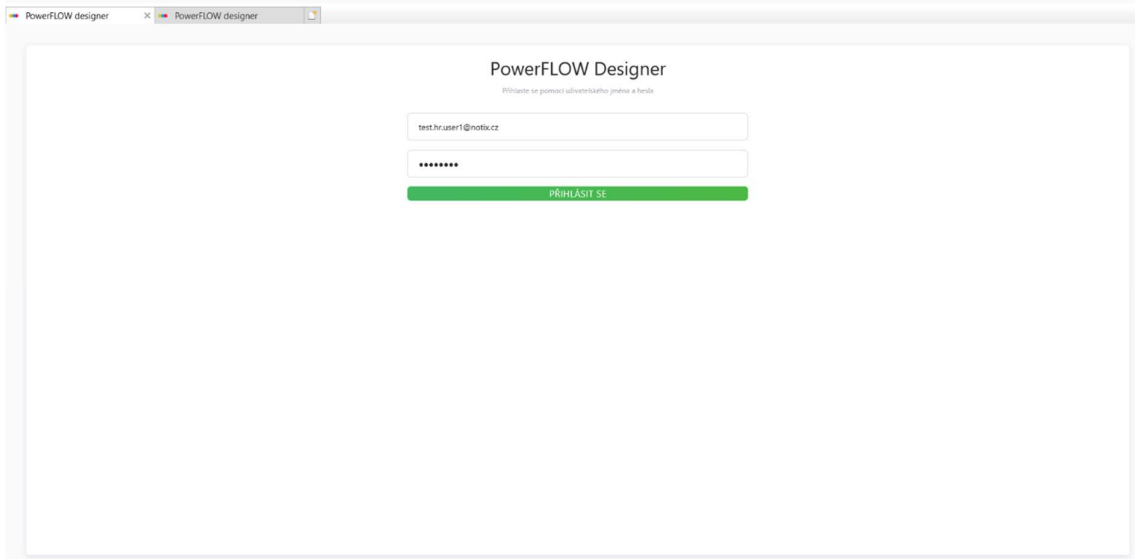 PowerFLOW designer
PowerFLOW designer
PowerFLOW Designer
Přihlaste se pomocí uživatelského jména a hesla
test.hr.user1@notix.cz
••••••••
PŘIHLÁSIT SE